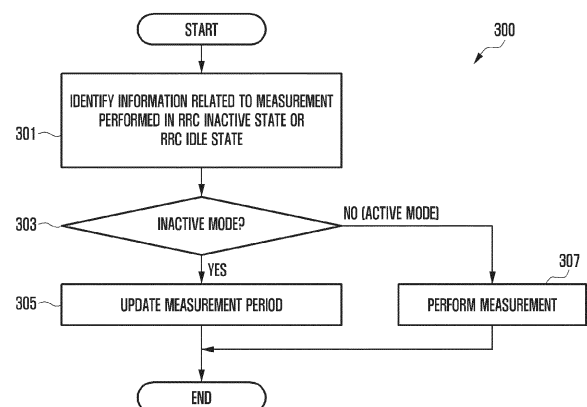 START
300
IDENTIFY INFORMATION RELATED TO MEASUREMENT
PERFORMED IN RRC INACTIVE STATE OR
RRC IDLE STATE
301
303
INACTIVE MODE?
NO (ACTIVE MODE)
YES
307
305
UPDATE MEASUREMENT PERIOD
PERFORM MEASUREMENT
END